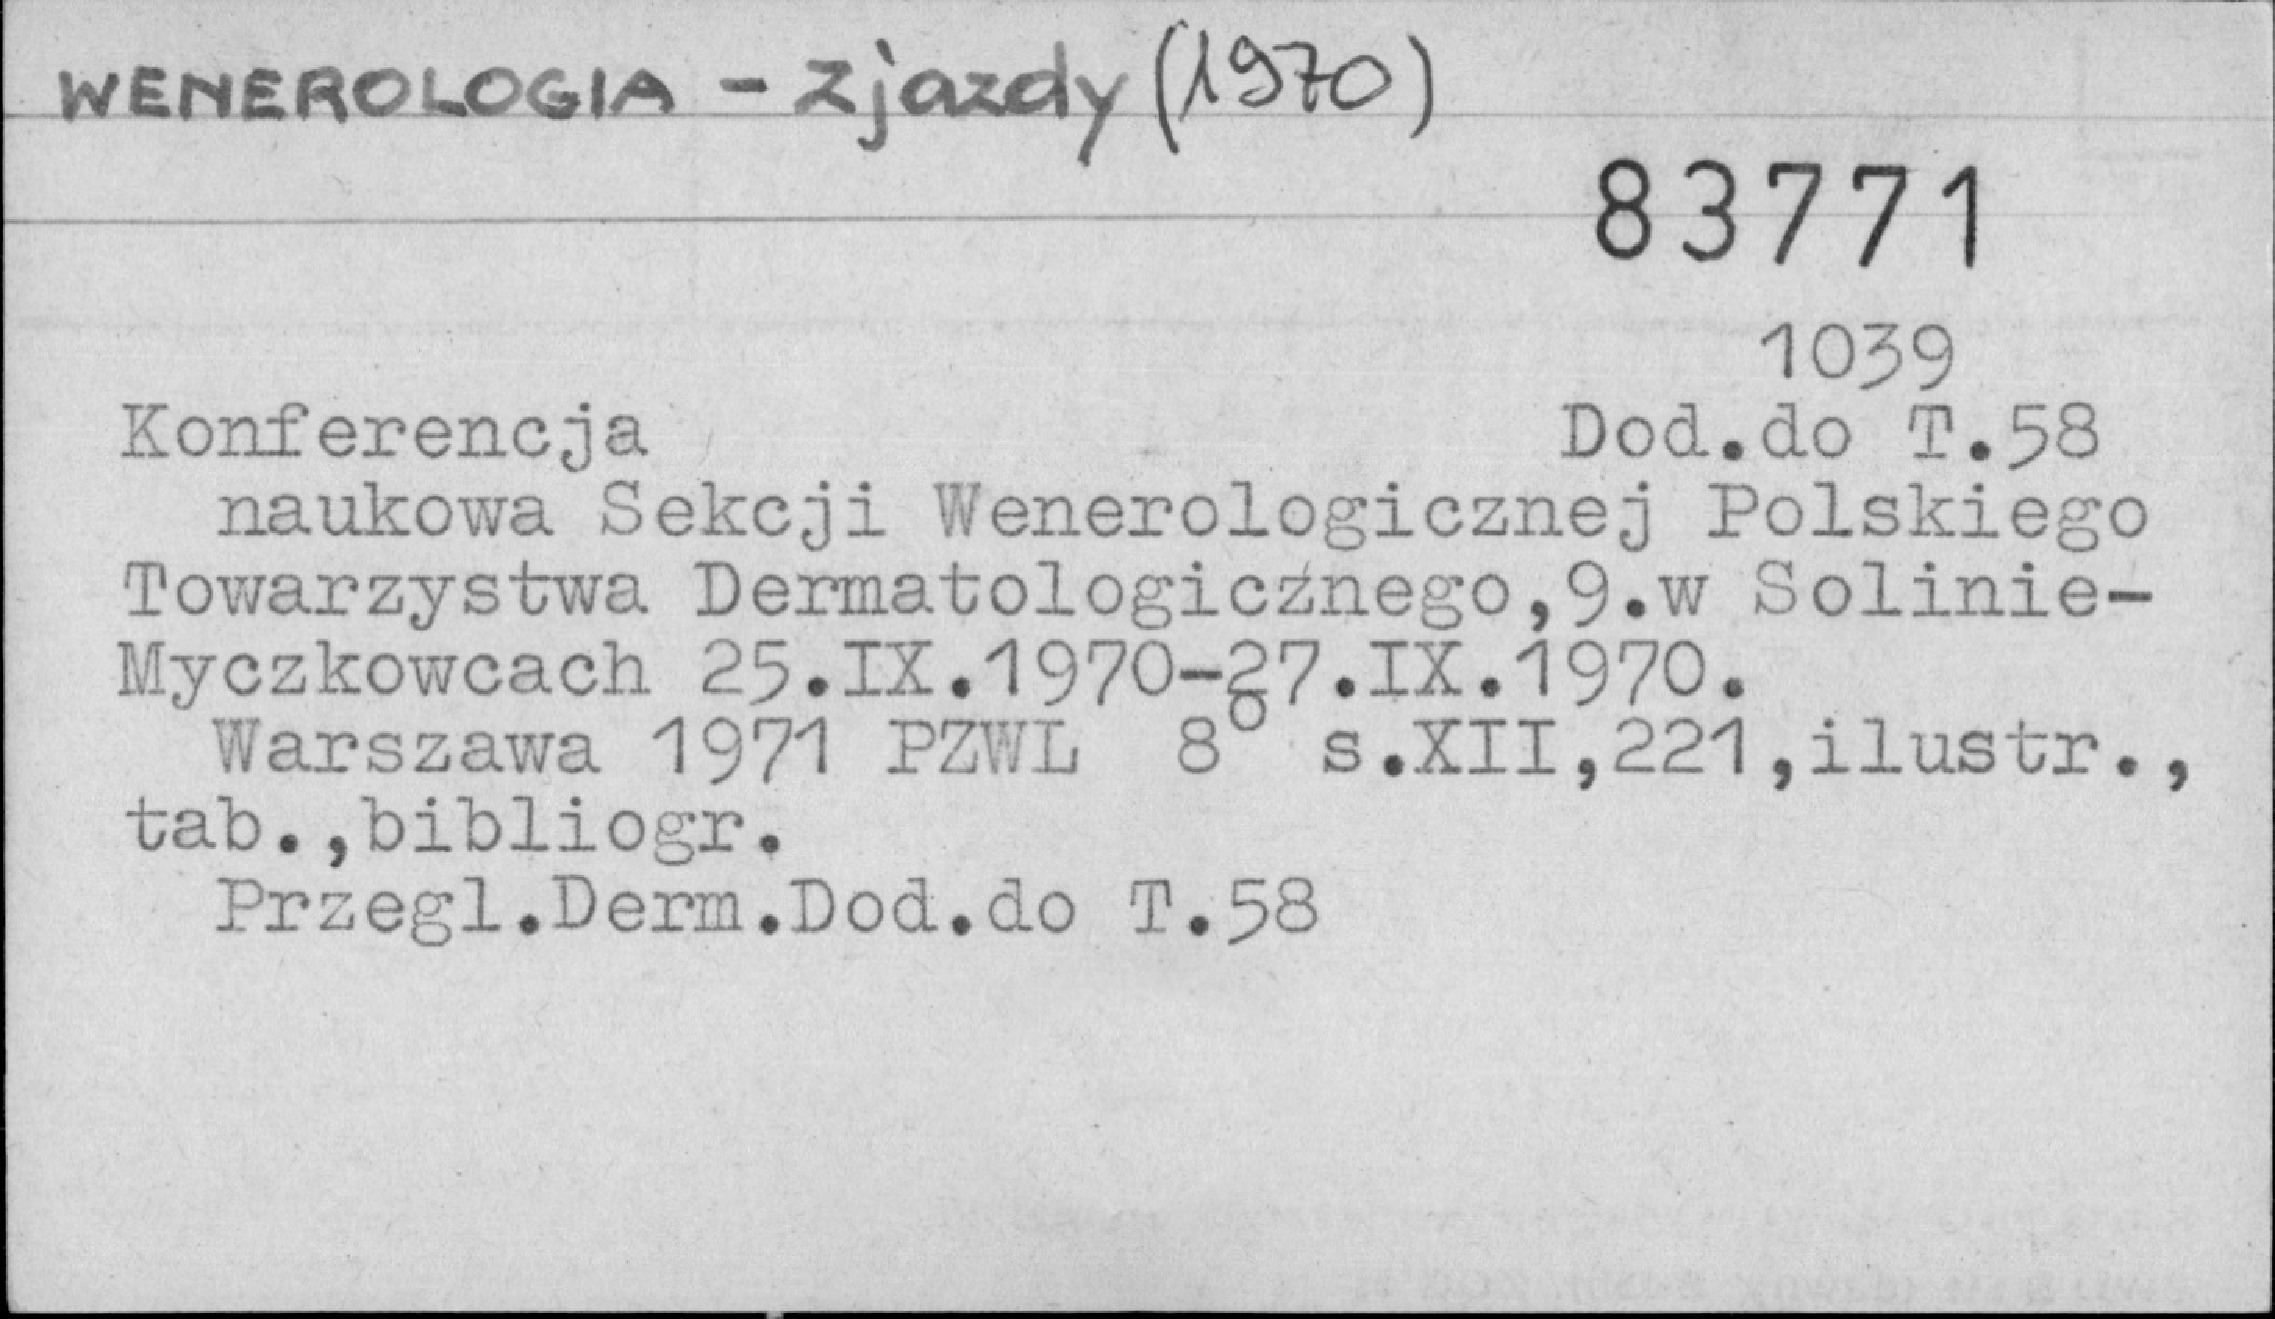 WENEROLOGIA - Zjazdy (1970)
83771
1039
Konferencja Dod.do T.58
naukowa Sekcji Wenerologicznej Polskiego
Towarzystwa Dermatologicznego,9.w Solinie-
Myczkowcach 25.IX.1970-27.IX.1970.
Warszawa 1971 PZWL 8° s.XII,221,ilustr.,
tab.,bibliogr.
Przegl.Derm.Dod.do T.58